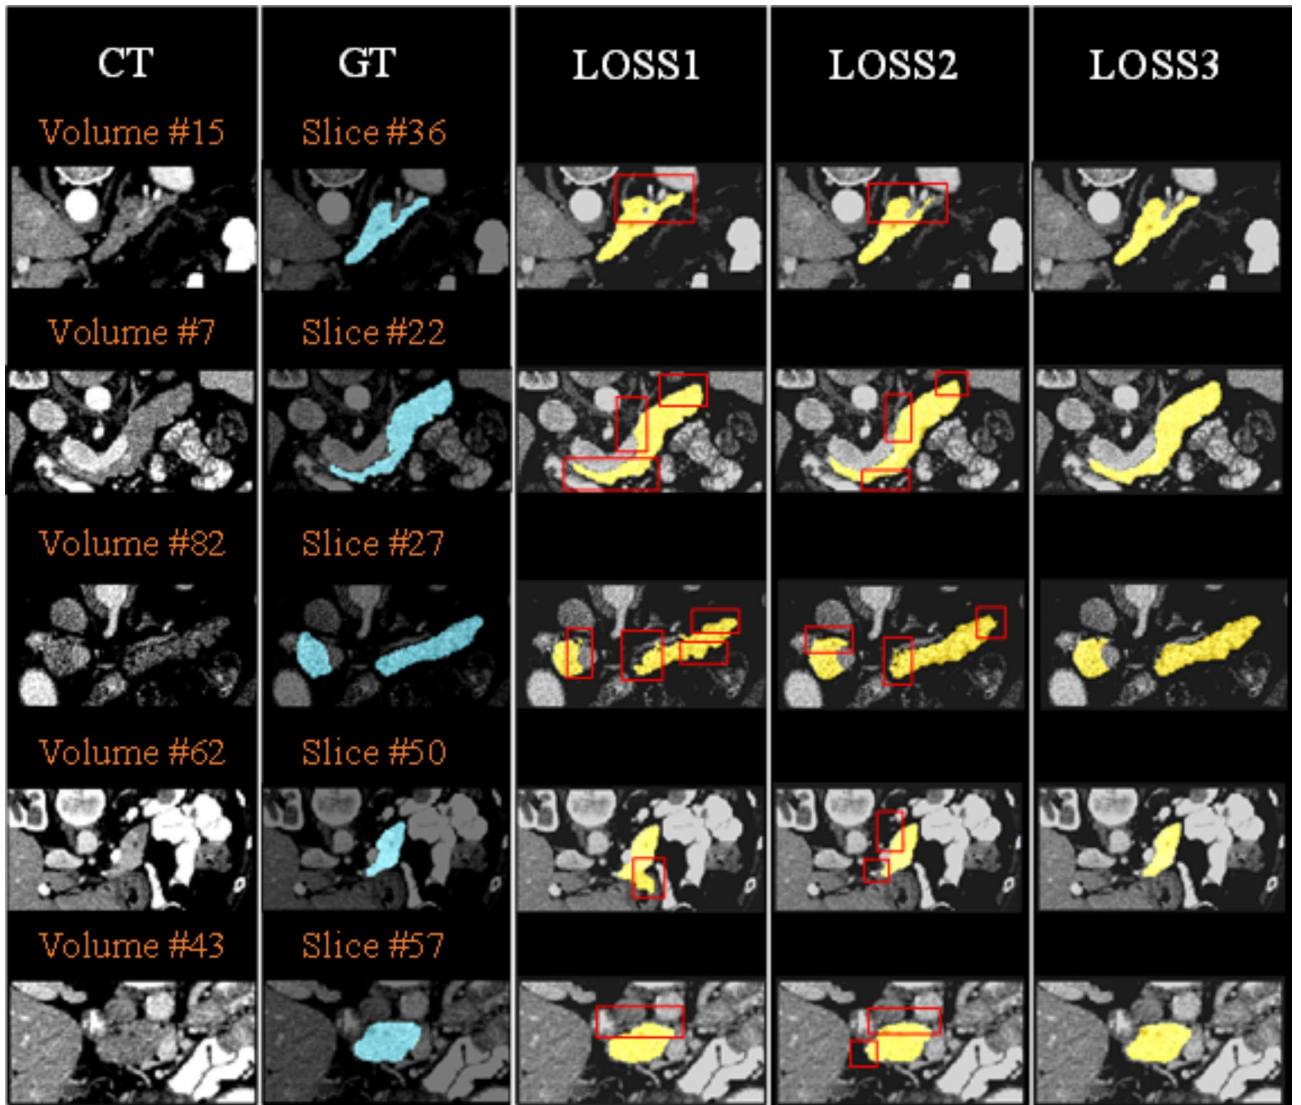 CT GT LOSS1 LOSS2 LOSS3
Volume #15 Slice #36
Volume #7 Slice #22
Volume #82 Slice #27
Volume #62 Slice #50
Volume #43 Slice #57